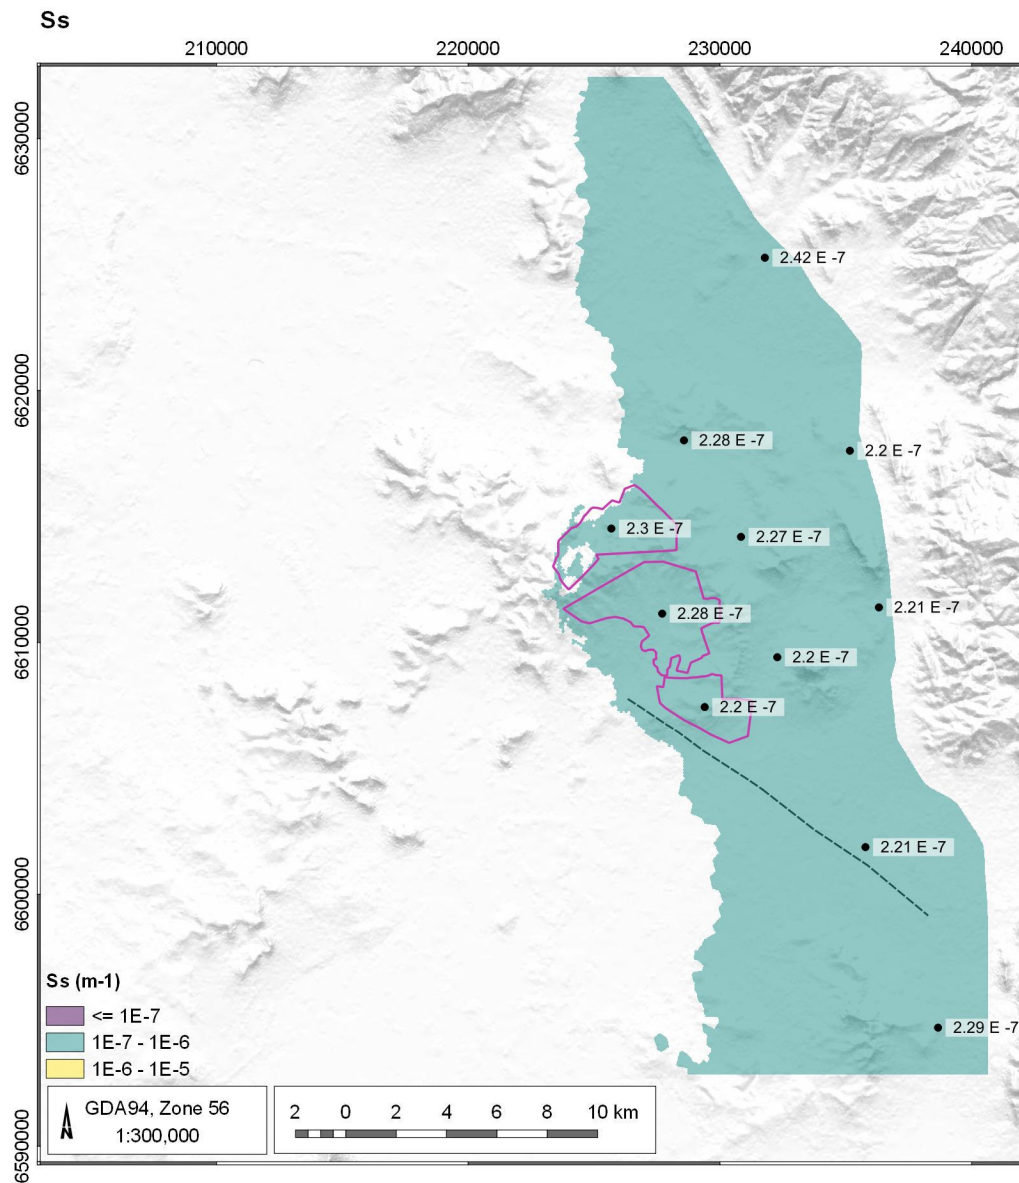 Ss
210000
220000
230000
240000
6630000
6620000
6610000
6600000
6590000
2.42 E -7
2.28 E -7
2.2 E -7
2.3 E -7
2.27 E -7
2.21 E -7
2.28 E -7
2.2 E -7
2.2 E -7
2.21 E -7
2.29 E -7
Ss (m-1)
<= 1E-7
1E-7 - 1E-6
1E-6 - 1E-5
N
GDA94, Zone 56
1:300,000
2 0 2 4 6 8 10 km